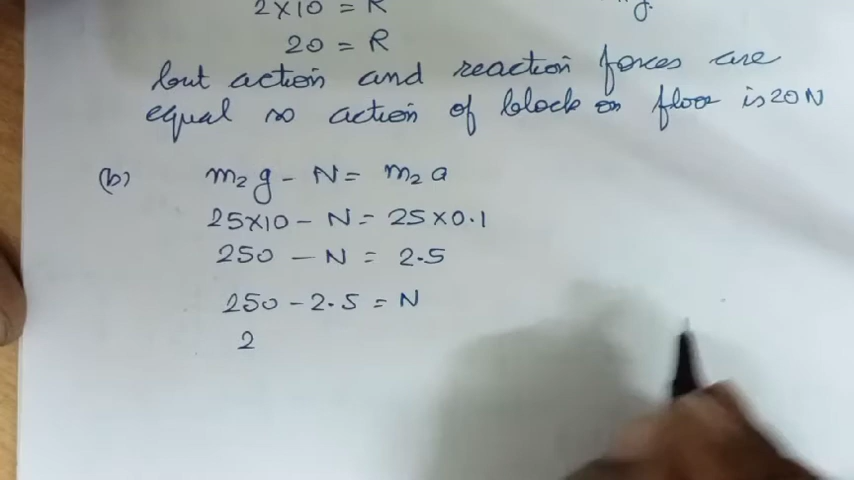 2×10 = R
g
20 = R
but action and reaction forces are
equal so action of block on floor is 20 N
(b) m₂g - N = m₂a
25×10 - N = 25×0.1
250 - N = 2.5
250 - 2.5 = N
2